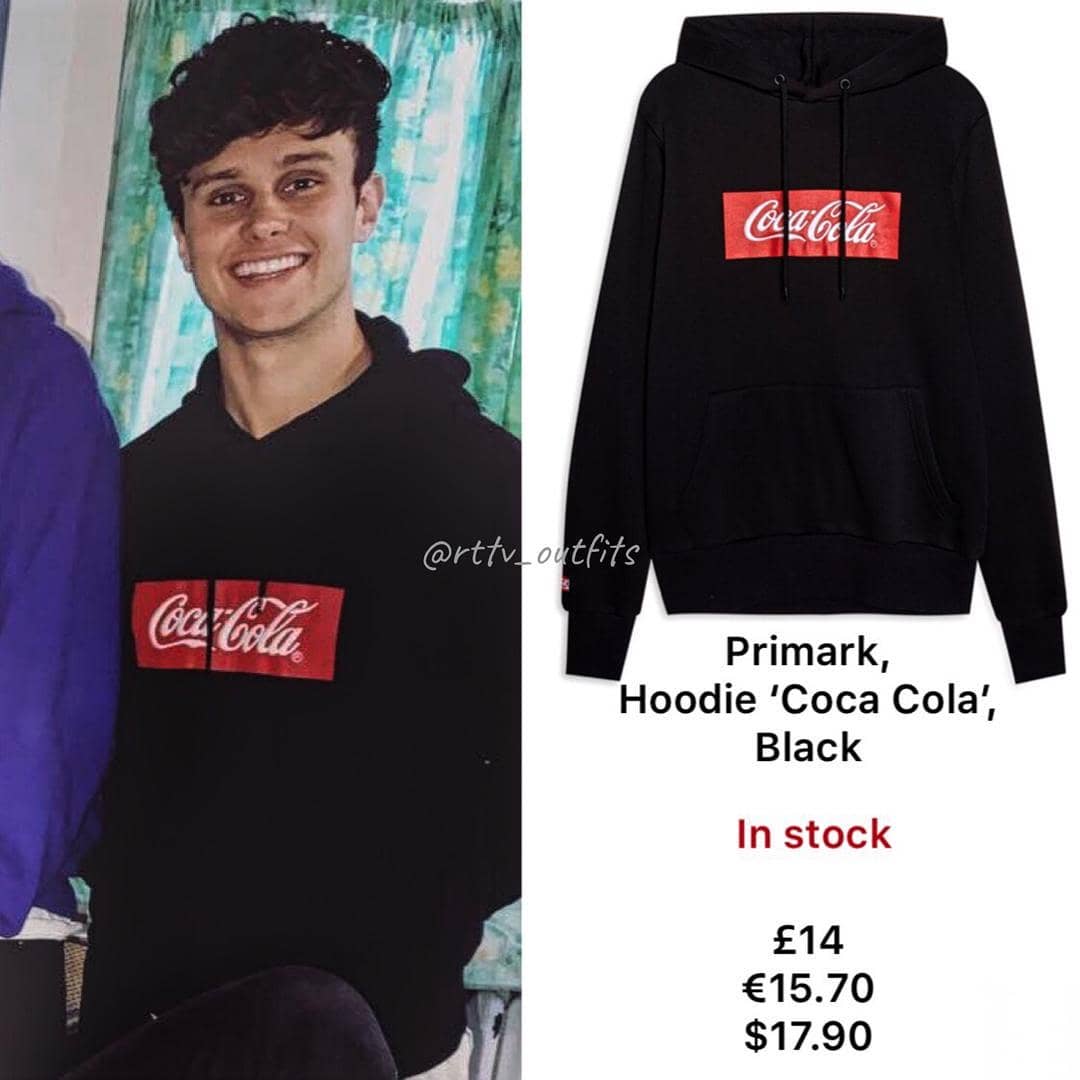 Coca-Cola
®
Coca-Cola
®
@rttv_outfits
Primark,
Hoodie ‘Coca Cola’,
Black
In stock
£14
€15.70
$17.90